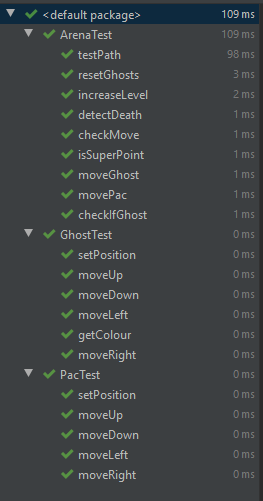 <default package> 109 ms
ArenaTest 109 ms
testPath 98 ms
resetGhosts 3 ms
increaseLevel 2 ms
detectDeath 1 ms
checkMove 1 ms
isSuperPoint 1 ms
moveGhost 1 ms
movePac 1 ms
checkIfGhost 1 ms
GhostTest 0 ms
setPosition 0 ms
moveUp 0 ms
moveDown 0 ms
moveLeft 0 ms
getColour 0 ms
moveRight 0 ms
PacTest 0 ms
setPosition 0 ms
moveUp 0 ms
moveDown 0 ms
moveLeft 0 ms
moveRight 0 ms